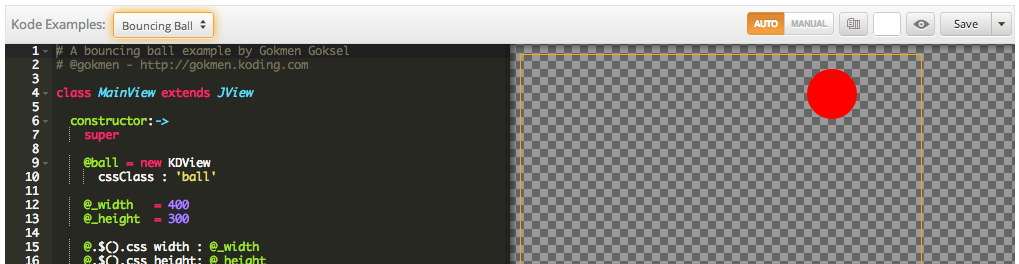 Kode Examples: Bouncing Ball AUTO MANUAL Save
1 # A bouncing ball example by Gokmen Goksel
2 # @gokmen - http://gokmen.koding.com
3
4 class MainView extends JView
5
6 constructor:->
7 super
8
9 @ball = new KDView
10 cssClass : 'ball'
11
12 @_width = 400
13 @_height = 300
14
15 @.$().css width : @_width
16 @.$().css height: @_height